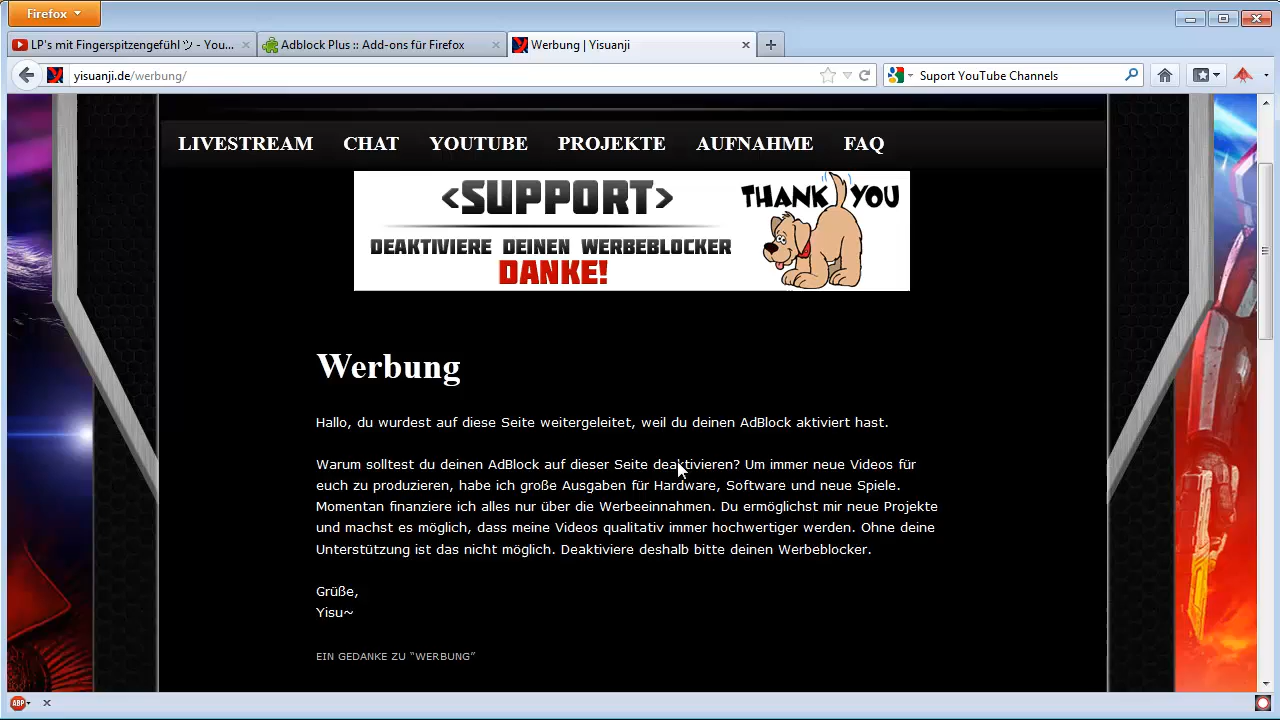 Firefox
LP's mit Fingerspitzengefühl ツ - You...
Adblock Plus :: Add-ons für Firefox
Werbung | Yisuanji
yisuanji.de/werbung/
Suport YouTube Channels
LIVESTREAM CHAT YOUTUBE PROJEKTE AUFNAHME FAQ
<SUPPORT>
DEAKTIVIERE DEINEN WERBEBLOCKER
DANKE!
THANK YOU
Werbung
Hallo, du wurdest auf diese Seite weitergeleitet, weil du deinen AdBlock aktiviert hast.
Warum solltest du deinen AdBlock auf dieser Seite deaktivieren? Um immer neue Videos für
euch zu produzieren, habe ich große Ausgaben für Hardware, Software und neue Spiele.
Momentan finanziere ich alles nur über die Werbeeinnahmen. Du ermöglichst mir neue Projekte
und machst es möglich, dass meine Videos qualitativ immer hochwertiger werden. Ohne deine
Unterstützung ist das nicht möglich. Deaktiviere deshalb bitte deinen Werbeblocker.
Grüße,
Yisu~
EIN GEDANKE ZU “WERBUNG”
ABP